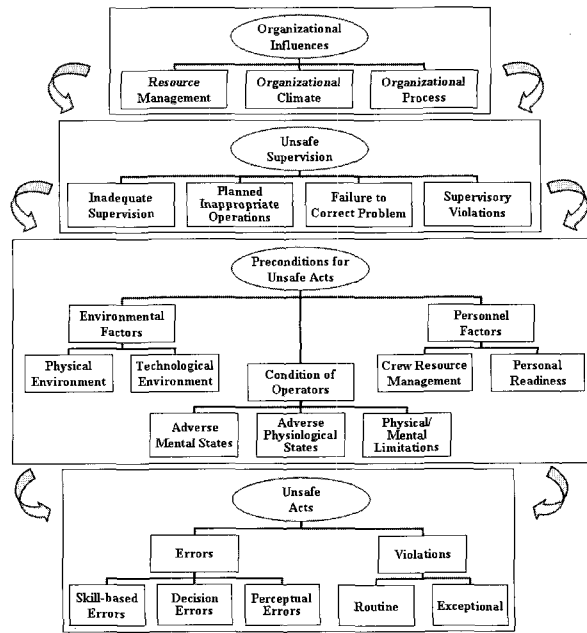 Organizational
Influences
Resource
Management
Organizational
Climate
Organizational
Process
Unsafe
Supervision
Inadequate
Supervision
Planned
Inappropriate
Operations
Failure to
Correct Problem
Supervisory
Violations
Preconditions for
Unsafe Acts
Environmental
Factors
Personnel
Factors
Physical
Environment
Technological
Environment
Condition of
Operators
Crew Resource
Management
Personal
Readiness
Adverse
Mental States
Adverse
Physiological
States
Physical/
Mental
Limitations
Unsafe
Acts
Errors
Violations
Skill-based
Errors
Decision
Errors
Perceptual
Errors
Routine
Exceptional